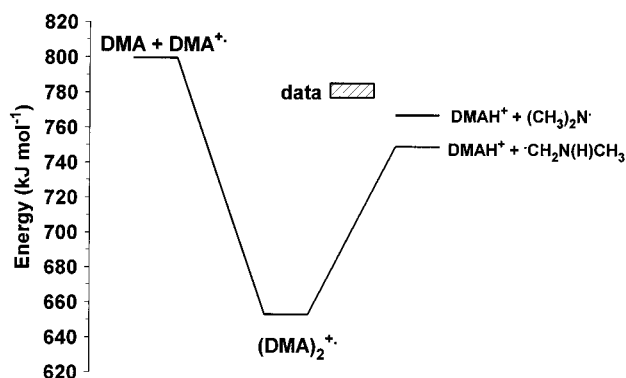 820
DMA + DMA⁺·
800
data
780
DMAH⁺ + (CH₃)₂N·
760
DMAH⁺ + ·CH₂N(H)CH₃
740
720
700
680
660
640
620
Energy (kJ mol⁻¹)
(DMA)₂⁺·